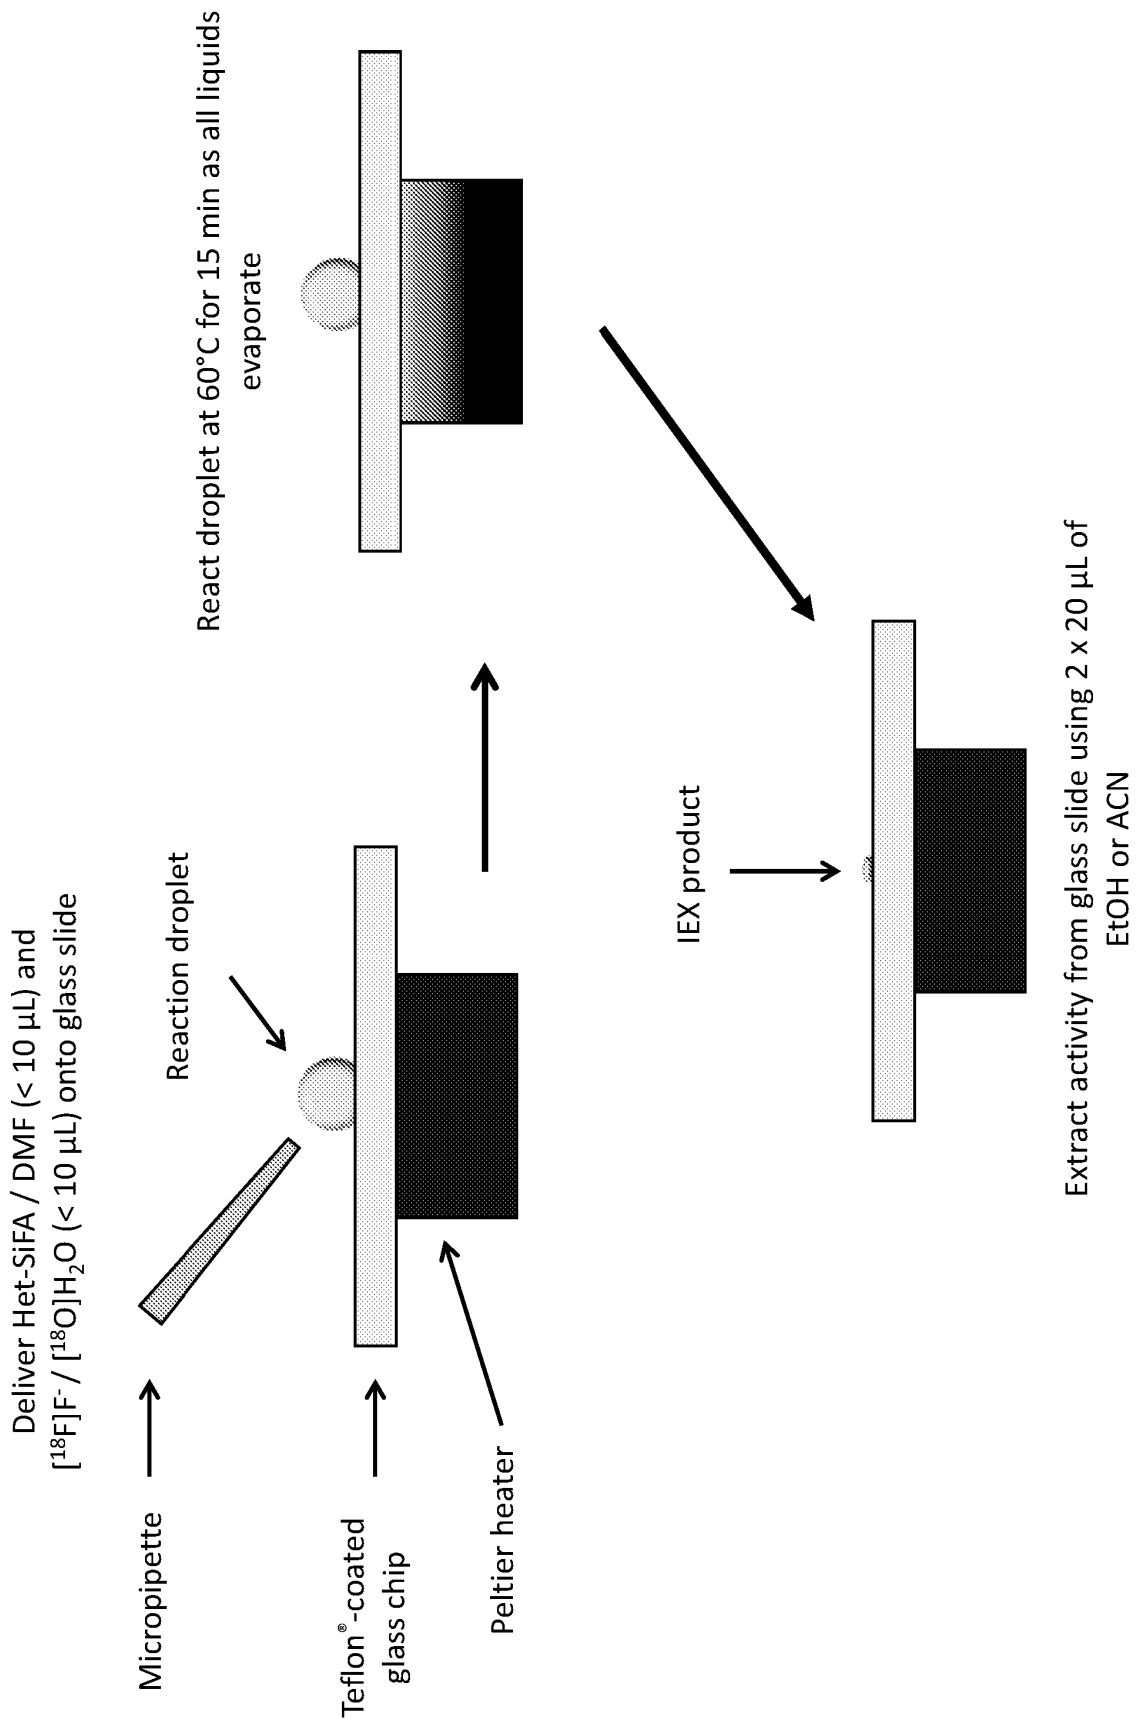 Deliver Het-SiFA / DMF (< 10 µL) and
[¹⁸F]F⁻ / [¹⁸O]H₂O (< 10 µL) onto glass slide
Micropipette
Reaction droplet
Teflon®-coated
glass chip
Peltier heater
React droplet at 60°C for 15 min as all liquids
evaporate
IEX product
Extract activity from glass slide using 2 x 20 µL of
EtOH or ACN